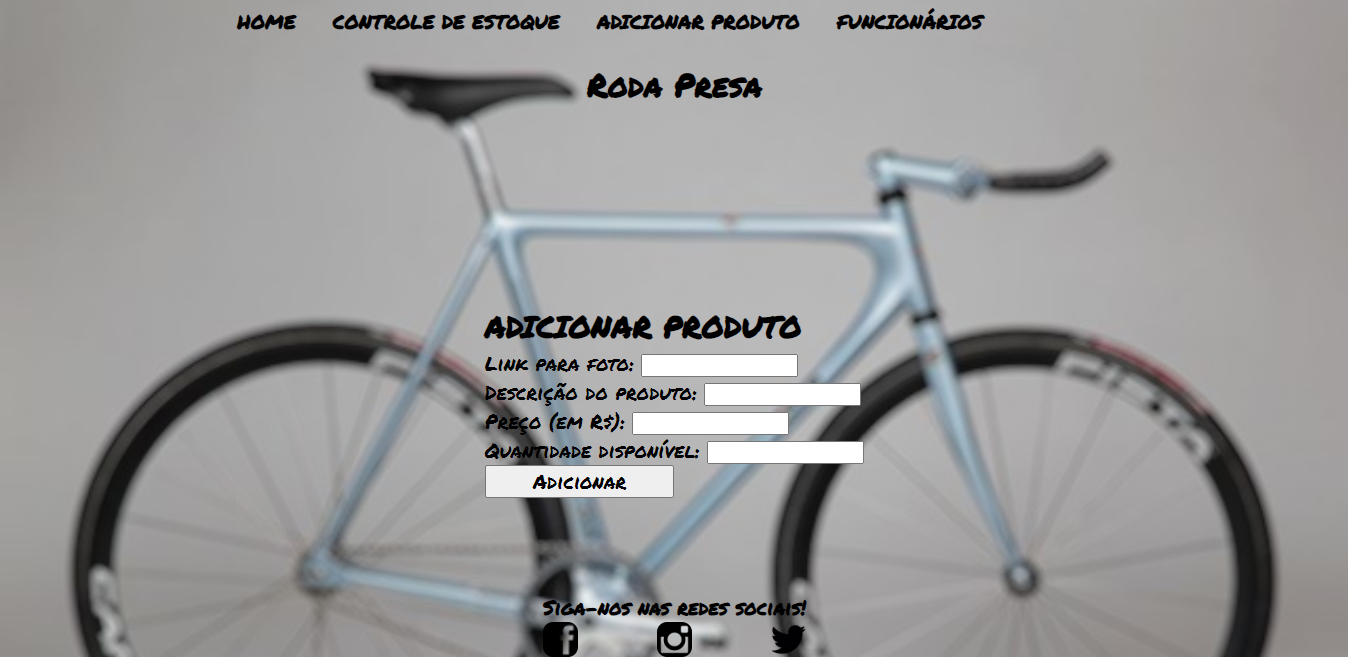 HOME CONTROLE DE ESTOQUE ADICIONAR PRODUTO FUNCIONÁRIOS
Roda Presa
ADICIONAR PRODUTO
Link para foto:
Descrição do produto:
Preço (em R$):
Quantidade disponível:
Adicionar
Siga-nos nas redes sociais!